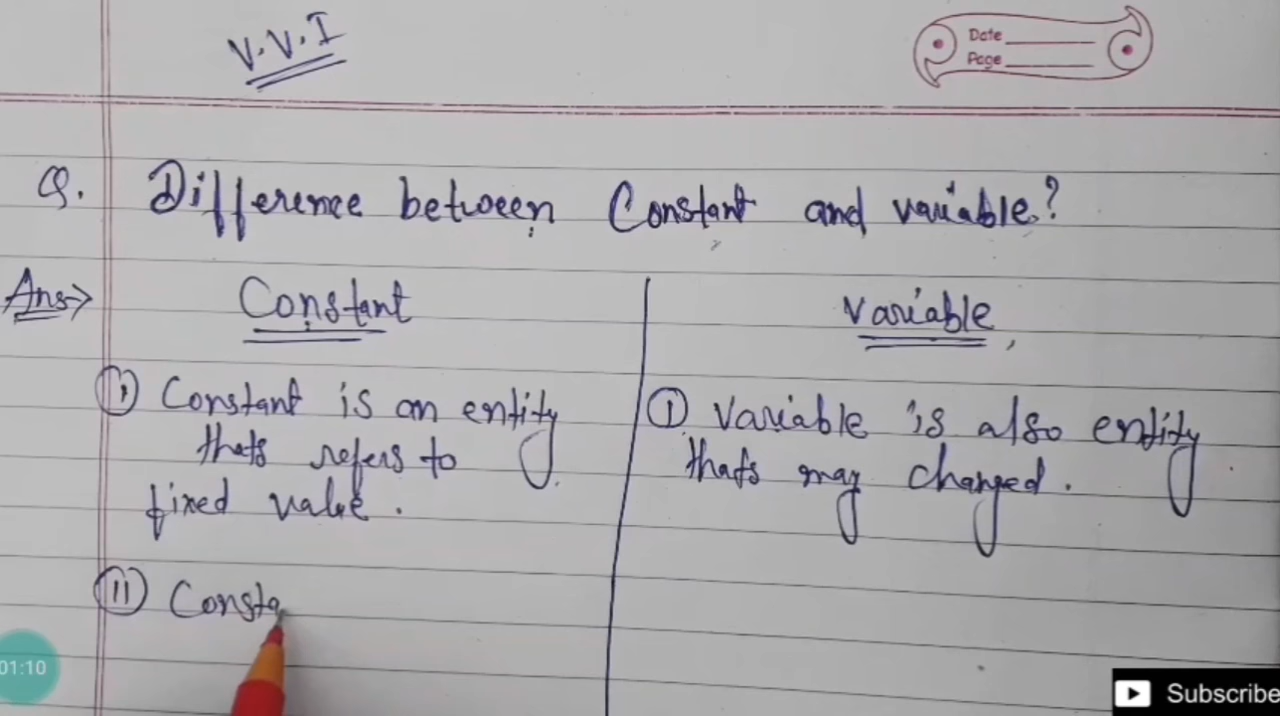 V.V.I
Date
Page
Q. Difference between Constant and variable?
Ans->
Constant
Variable
(i) Constant is an entity
thats refers to
fixed value.
(I) Variable is also entity
thats may changed.
(II) Consta
01:10
Subscribe